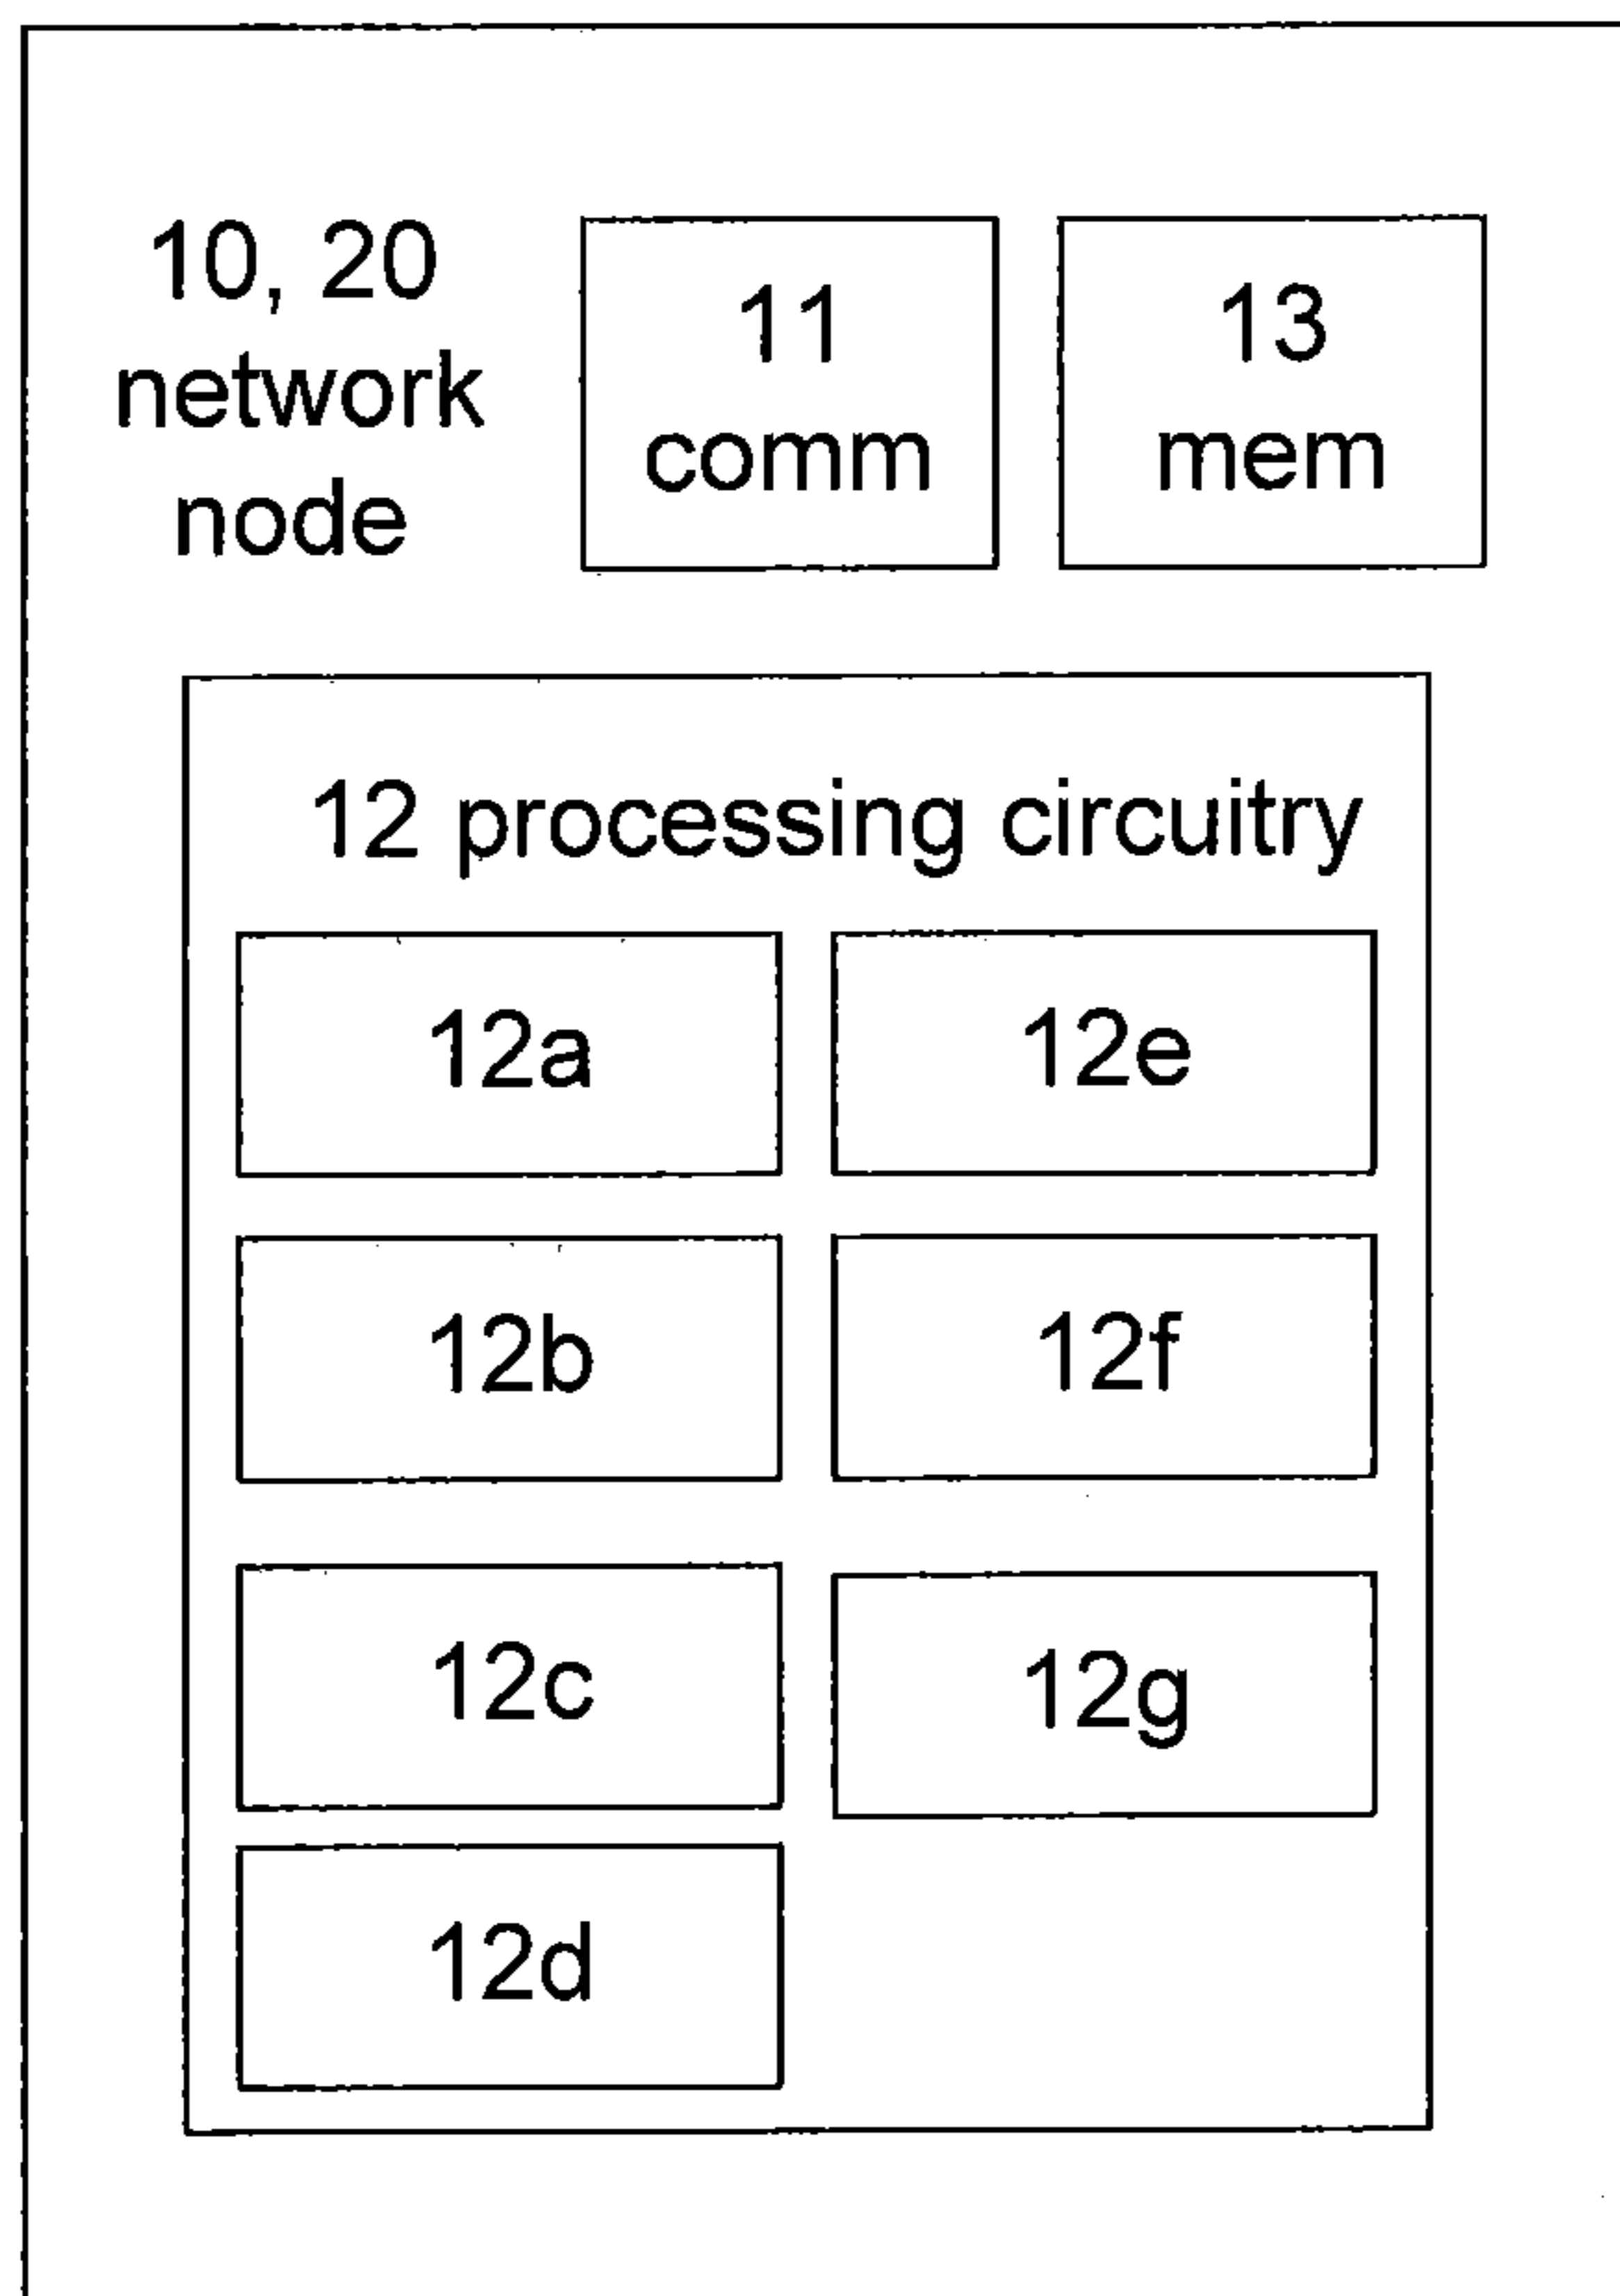 10, 20
network
node
11
comm
13
mem
12 processing circuitry
12a
12e
12b
12f
12c
12g
12d